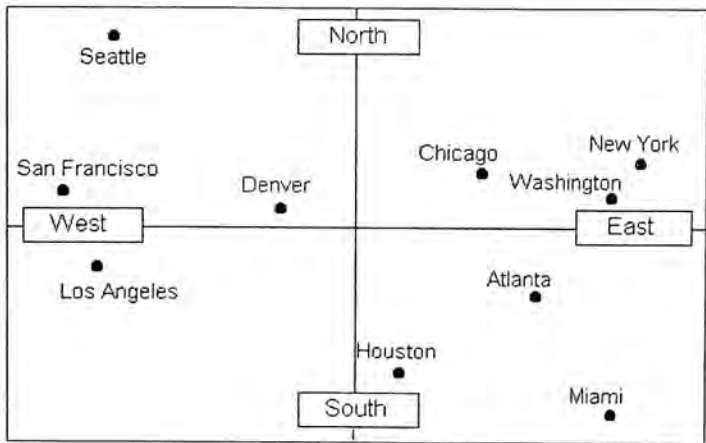 North
Seattle
New York
Chicago
San Francisco
Denver
Washington
West
East
Los Angeles
Atlanta
Houston
South
Miami